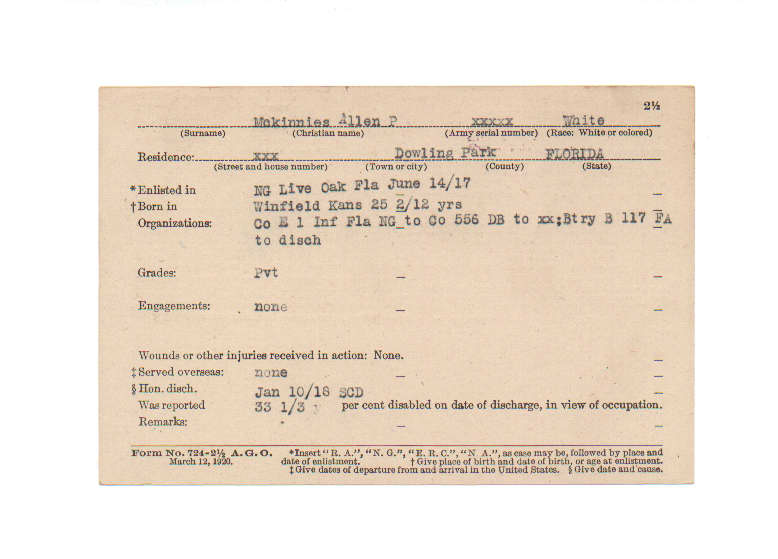 2½
Mckinnies Allen P xxxxx White
(Surname) (Christian name) (Army serial number) (Race: White or colored)
Residence: xxx Dowling Park FLORIDA
(Street and house number) (Town or city) (County) (State)
*Enlisted in NG Live Oak Fla June 14/17
†Born in Winfield Kans 25 2/12 yrs
Organizations: Co E 1 Inf Fla NG to Co 556 DB to xx;Btry B 117 FA
to disch
Grades: Pvt
Engagements: none
Wounds or other injuries received in action: None.
‡Served overseas: none
§Hon. disch. Jan 10/18 SCD
Was reported 33 1/3 per cent disabled on date of discharge, in view of occupation.
Remarks:
Form No. 724-2½ A. G. O. *Insert "R. A.", "N. G.", "E. R. C.", "N. A.", as case may be, followed by place and
March 12, 1920. date of enlistment. †Give place of birth and date of birth, or age at enlistment.
‡Give dates of departure from and arrival in the United States. §Give date and cause.